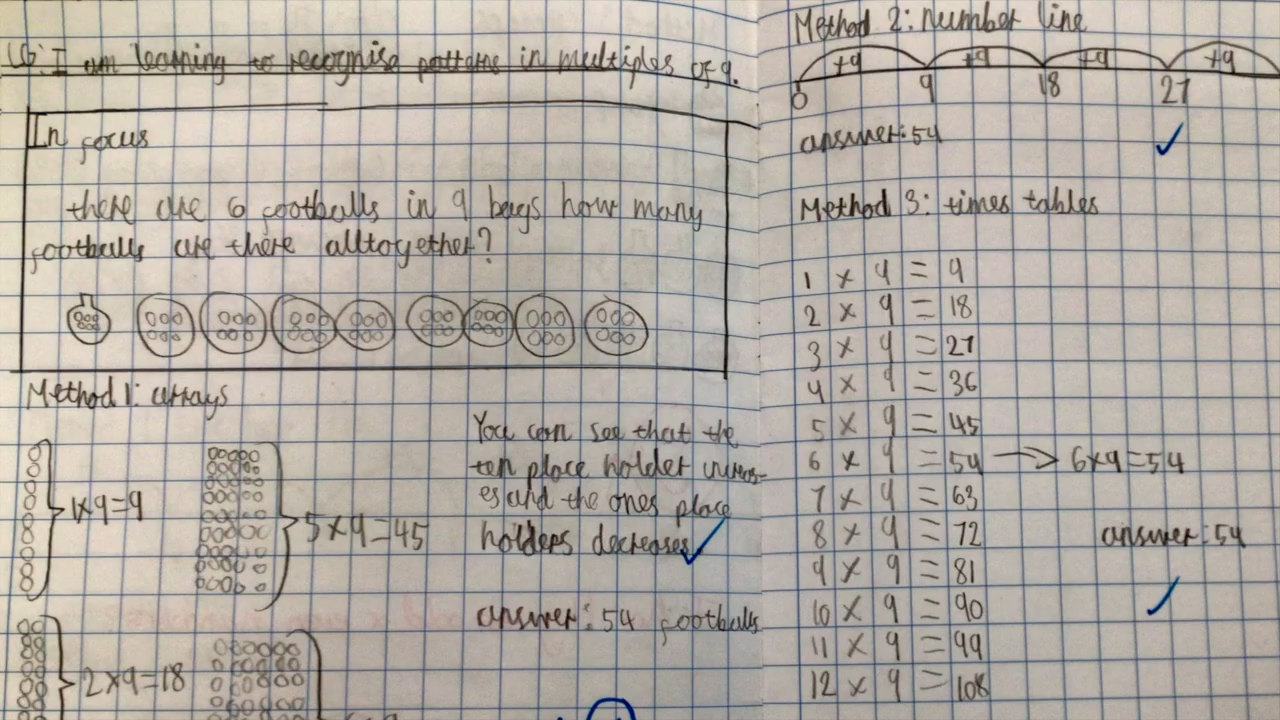 LO: I am learning to recognise patterns in multiples of 9.
In focus
there are 6 footballs in 9 bags how many
footballs are there alltogether?
Method 1: arrays
1x9=9
5x9=45
2x9=18
You can see that the
ten place holder increas-
es and the ones place
holders decreases
answer: 54 footballs
Method 2: number line
+9 +9 +9 +9
0 9 18 27
answer: 54
Method 3: times tables
1 x 9 = 9
2 x 9 = 18
3 x 9 = 27
4 x 9 = 36
5 x 9 = 45
6 x 9 = 54 → 6x9=54
7 x 9 = 63
8 x 9 = 72
answer: 54
9 x 9 = 81
10 x 9 = 90
11 x 9 = 99
12 x 9 = 108